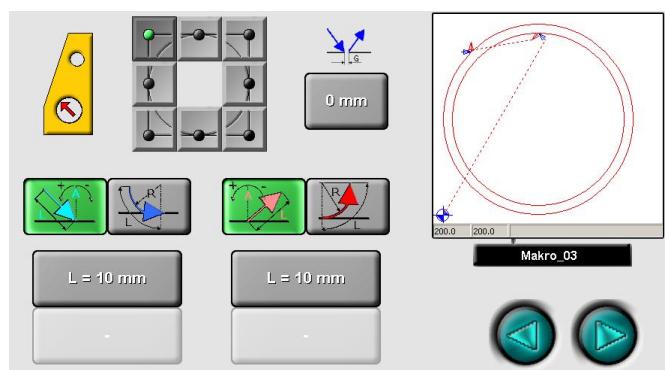 G
0 mm
+ A - L
R L
+ - A L
R L
L = 10 mm
L = 10 mm
-
-
200.0 200.0
Makro_03